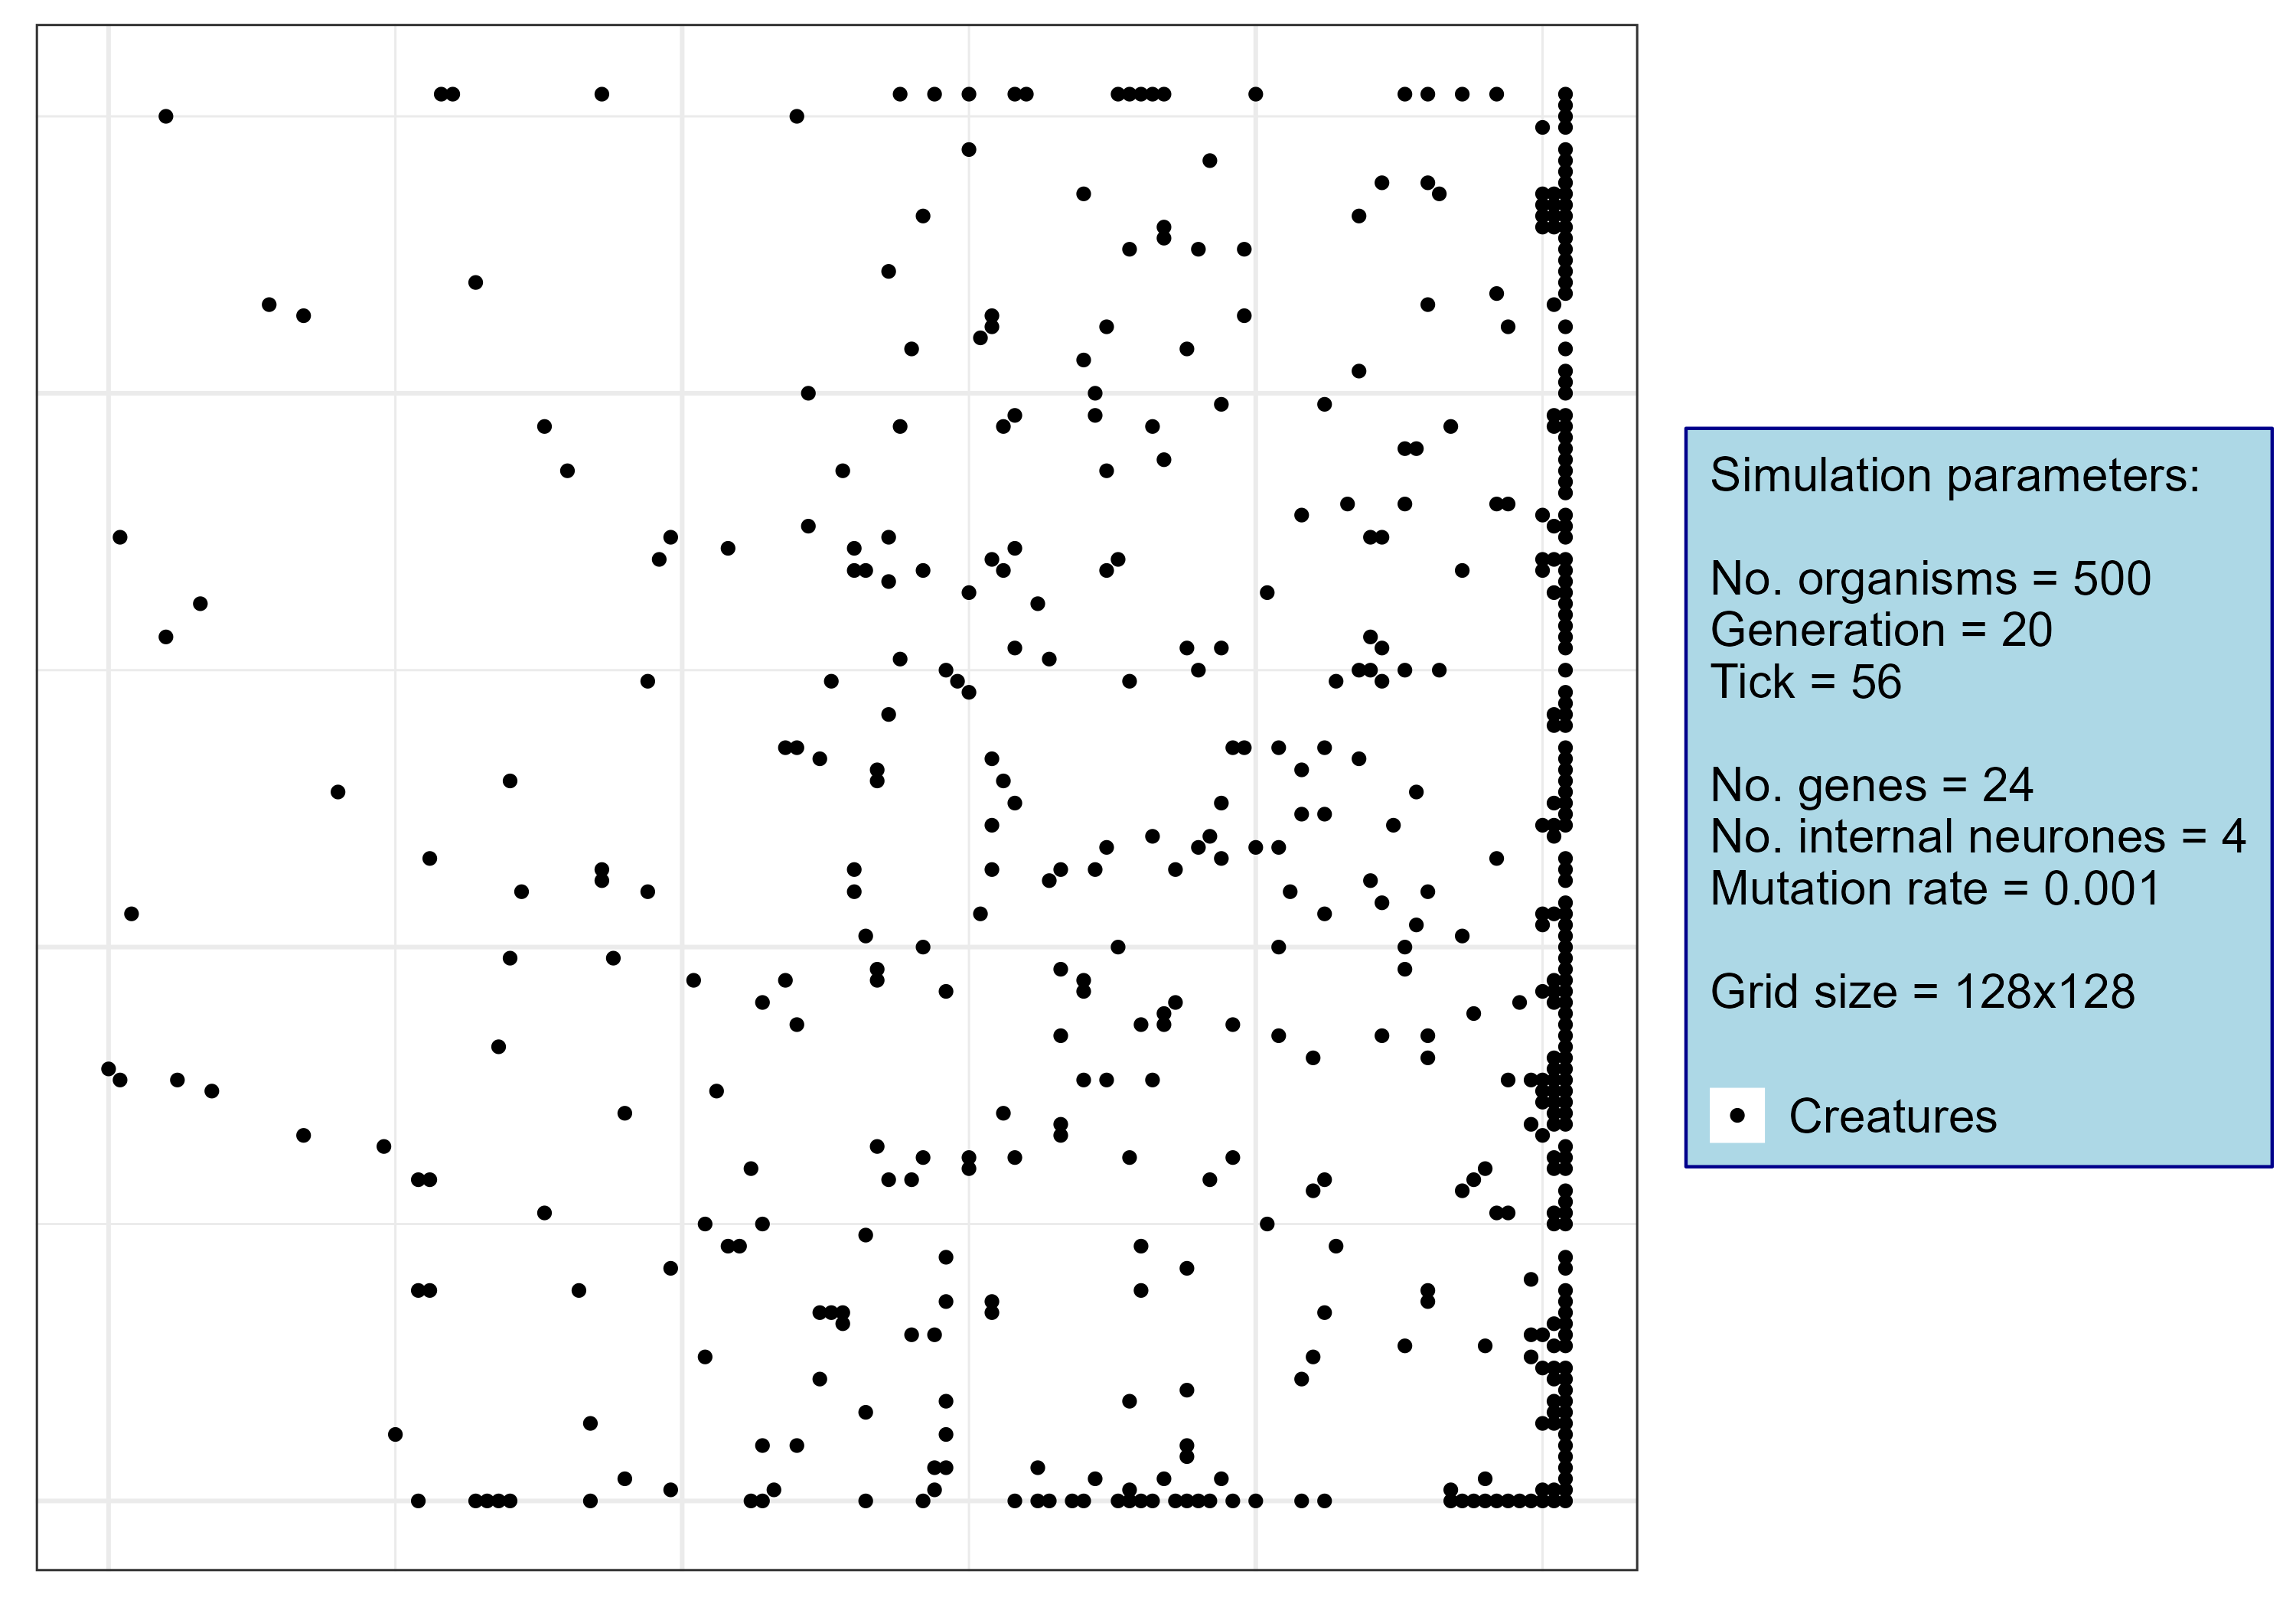 Simulation parameters:
No. organisms = 500
Generation = 20
Tick = 56
No. genes = 24
No. internal neurones = 4
Mutation rate = 0.001
Grid size = 128x128
Creatures